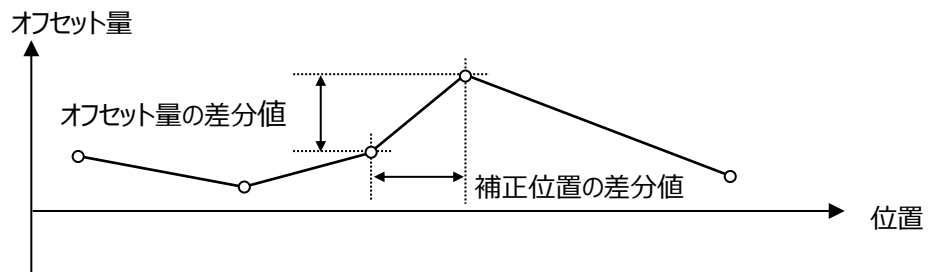 オフセット量
オフセット量の差分値
補正位置の差分値
位置